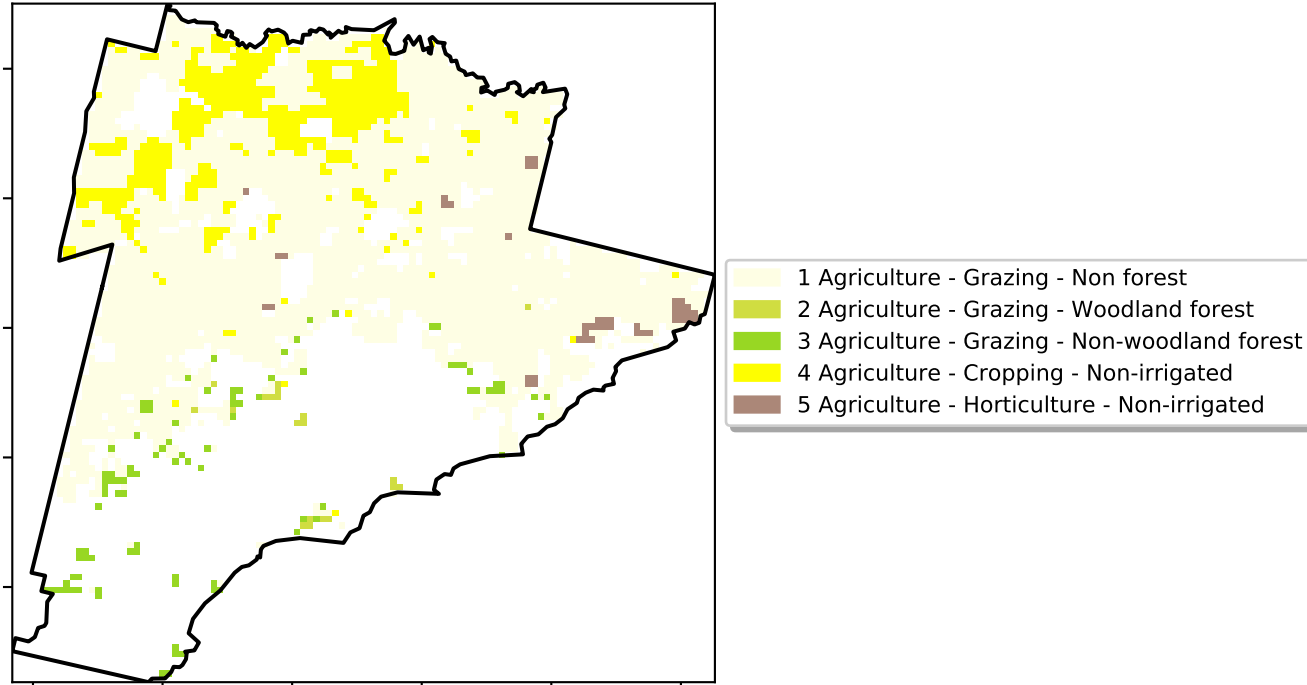 1 Agriculture - Grazing - Non forest
2 Agriculture - Grazing - Woodland forest
3 Agriculture - Grazing - Non-woodland forest
4 Agriculture - Cropping - Non-irrigated
5 Agriculture - Horticulture - Non-irrigated